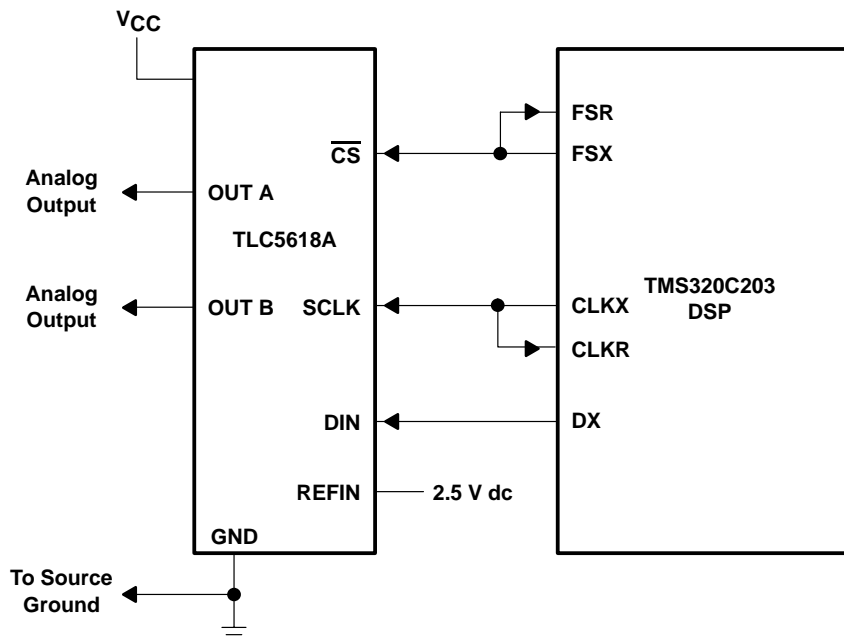 VCC
FSR
CS
FSX
Analog
Output
OUT A
TLC5618A
Analog
Output
OUT B
SCLK
CLKX
TMS320C203
DSP
CLKR
DIN
DX
REFIN
2.5 V dc
GND
To Source
Ground